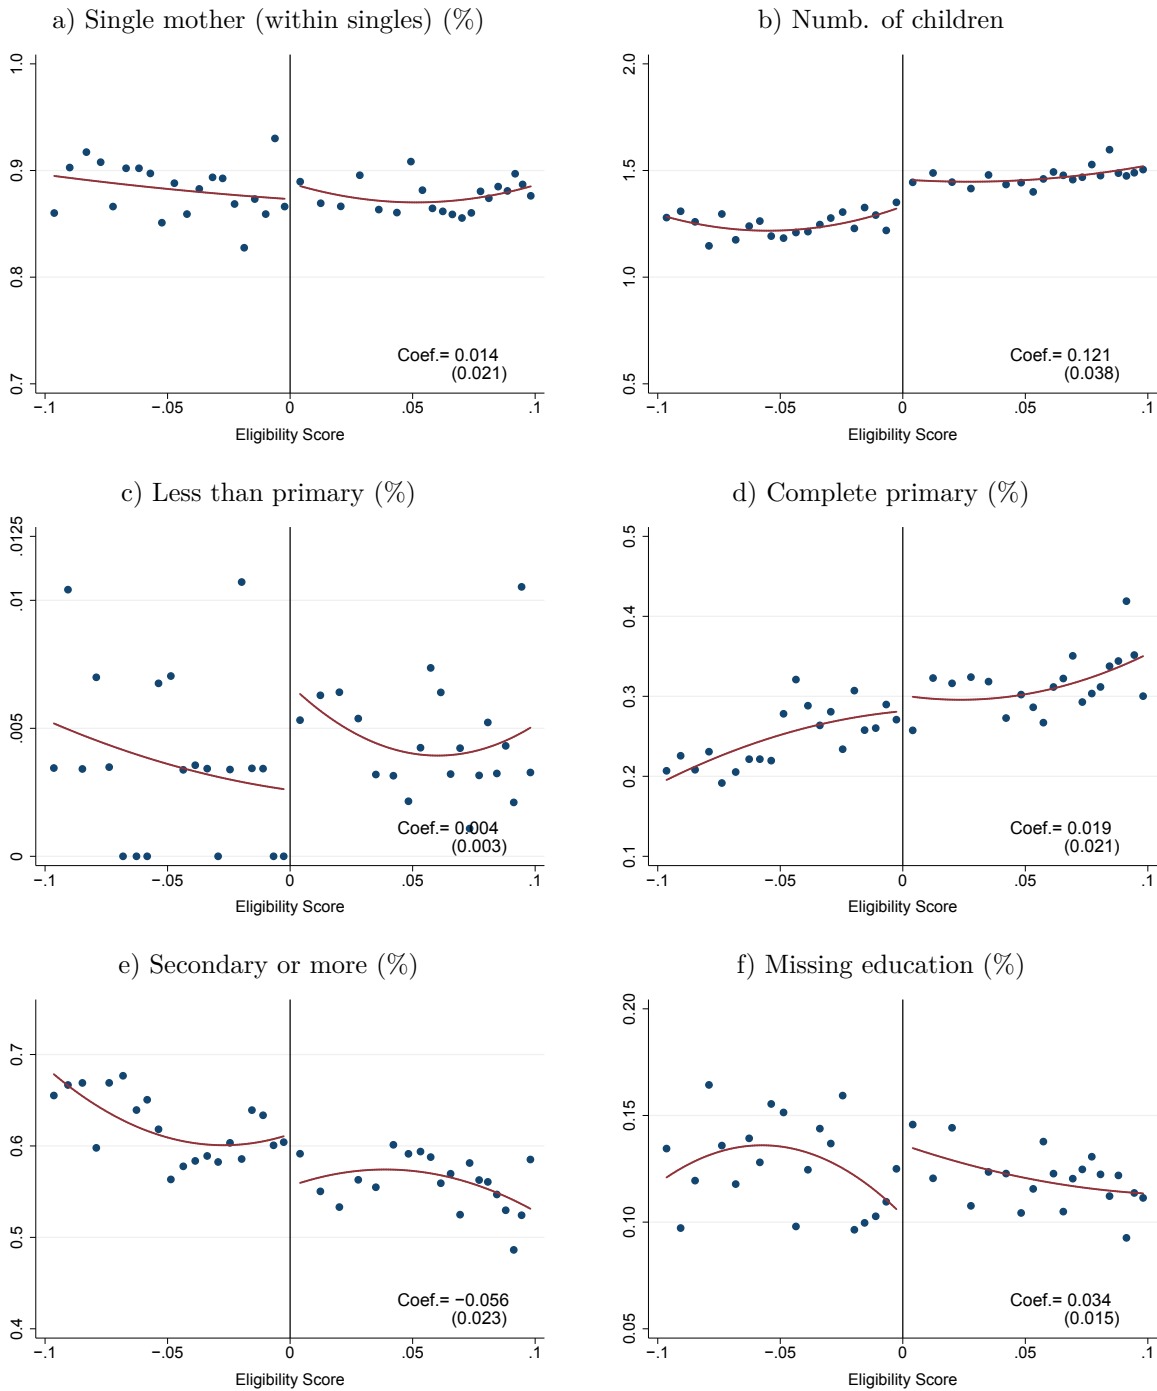 a) Single mother (within singles) (%)
1.0
0.9
0.8
0.7
−.1 −.05 0 .05 .1
Eligibility Score
Coef.= 0.014
(0.021)
b) Numb. of children
2.0
1.5
1.0
0.5
−.1 −.05 0 .05 .1
Eligibility Score
Coef.= 0.121
(0.038)
c) Less than primary (%)
.0125
.01
.005
0
−.1 −.05 0 .05 .1
Eligibility Score
Coef.= 0.004
(0.003)
d) Complete primary (%)
0.5
0.4
0.3
0.2
0.1
−.1 −.05 0 .05 .1
Eligibility Score
Coef.= 0.019
(0.021)
e) Secondary or more (%)
0.7
0.6
0.5
0.4
−.1 −.05 0 .05 .1
Eligibility Score
Coef.= −0.056
(0.023)
f) Missing education (%)
0.20
0.15
0.10
0.05
−.1 −.05 0 .05 .1
Eligibility Score
Coef.= 0.034
(0.015)